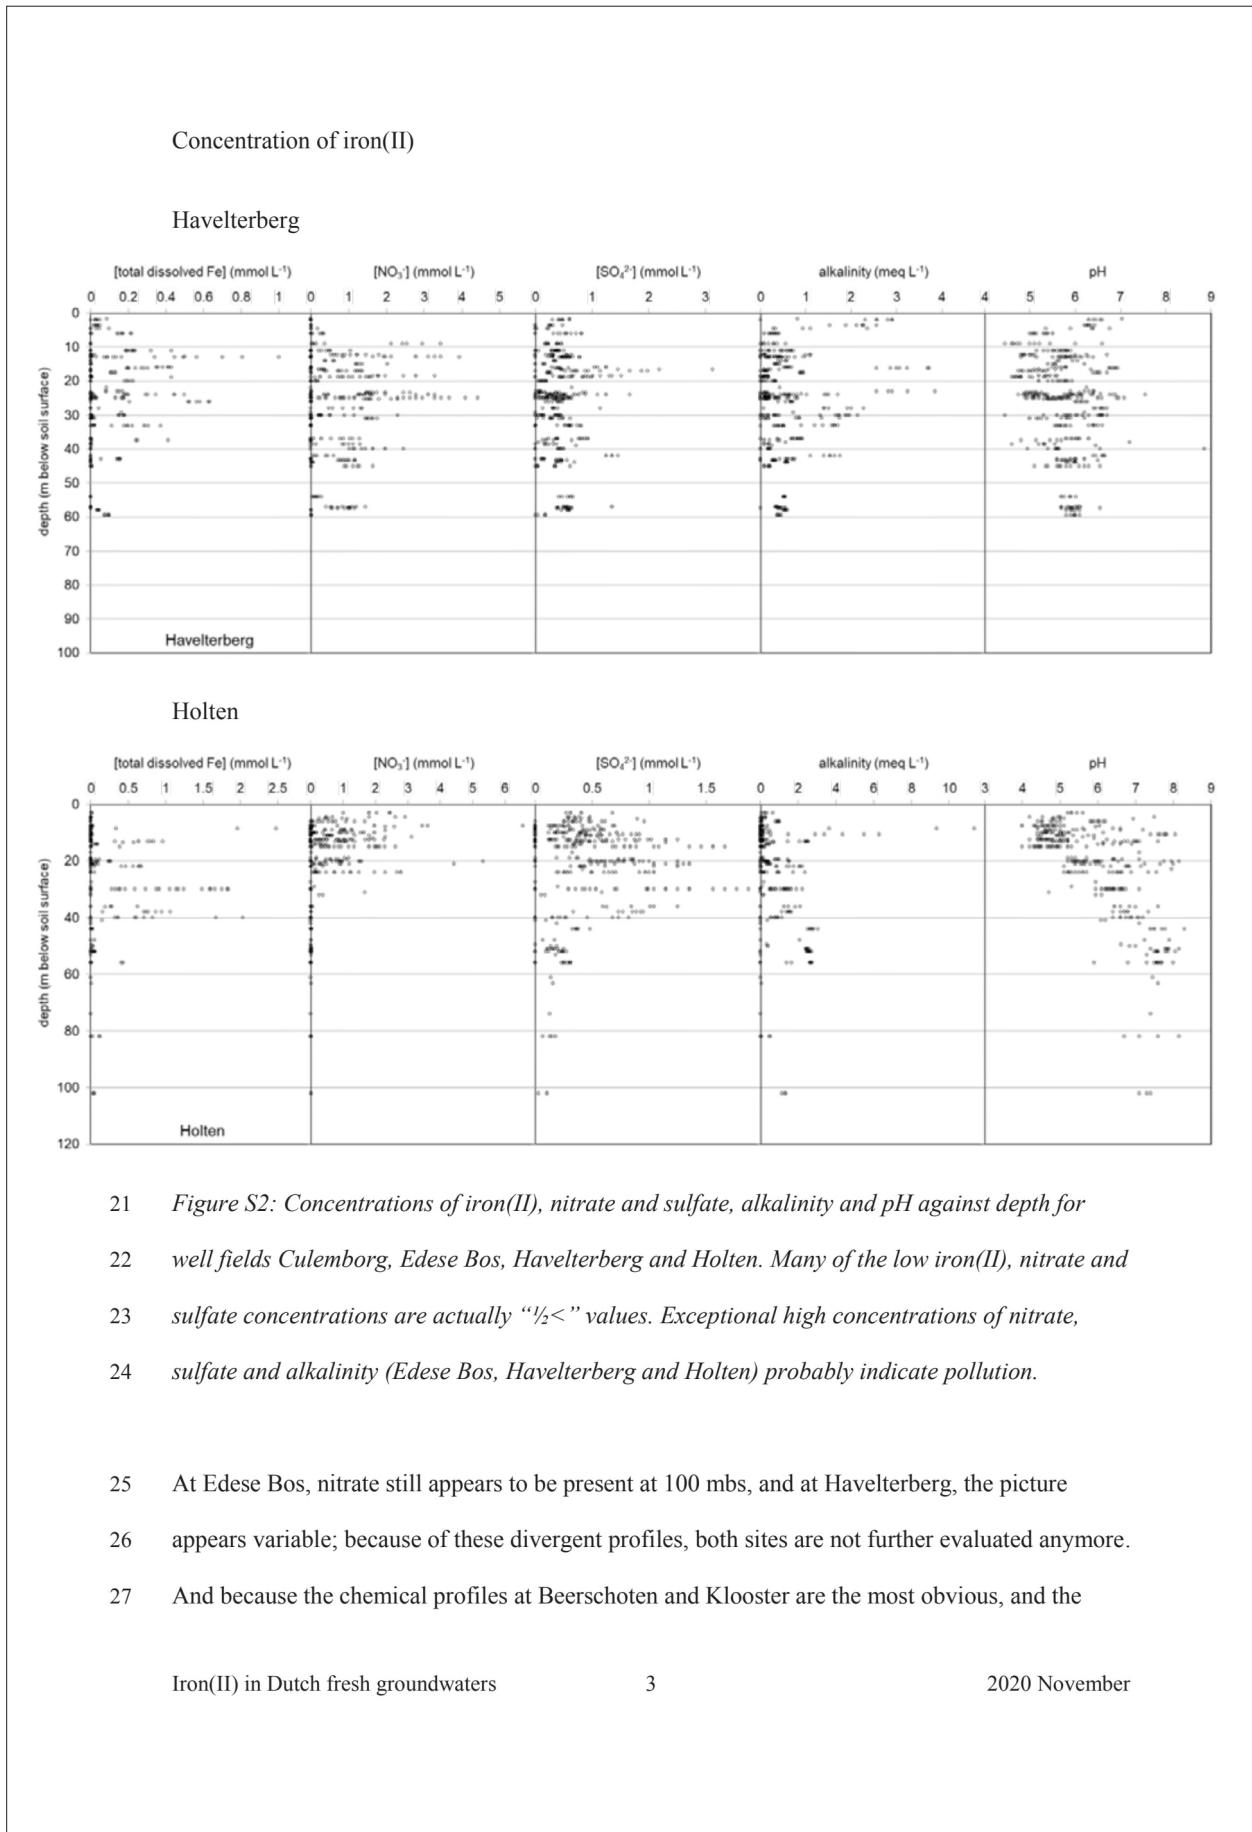 Concentration of iron(II)
Havelterberg
[total dissolved Fe] (mmol L⁻¹) [NO₃⁻] (mmol L⁻¹) [SO₄²⁻] (mmol L⁻¹) alkalinity (meq L⁻¹) pH
0 0.2 0.4 0.6 0.8 1 0 1 2 3 4 5 0 1 2 3 0 1 2 3 4 4 5 6 7 8 9
0
10
20
30
40
50
60
70
80
90
100
depth (m below soil surface)
Havelterberg
Holten
[total dissolved Fe] (mmol L⁻¹) [NO₃⁻] (mmol L⁻¹) [SO₄²⁻] (mmol L⁻¹) alkalinity (meq L⁻¹) pH
0 0.5 1 1.5 2 2.5 0 1 2 3 4 5 6 0 0.5 1 1.5 0 2 4 6 8 10 3 4 5 6 7 8 9
0
20
40
60
80
100
120
depth (m below soil surface)
Holten
21 Figure S2: Concentrations of iron(II), nitrate and sulfate, alkalinity and pH against depth for
22 well fields Culemborg, Edese Bos, Havelterberg and Holten. Many of the low iron(II), nitrate and
23 sulfate concentrations are actually “½<” values. Exceptional high concentrations of nitrate,
24 sulfate and alkalinity (Edese Bos, Havelterberg and Holten) probably indicate pollution.
25 At Edese Bos, nitrate still appears to be present at 100 mbs, and at Havelterberg, the picture
26 appears variable; because of these divergent profiles, both sites are not further evaluated anymore.
27 And because the chemical profiles at Beerschoten and Klooster are the most obvious, and the
Iron(II) in Dutch fresh groundwaters 3 2020 November